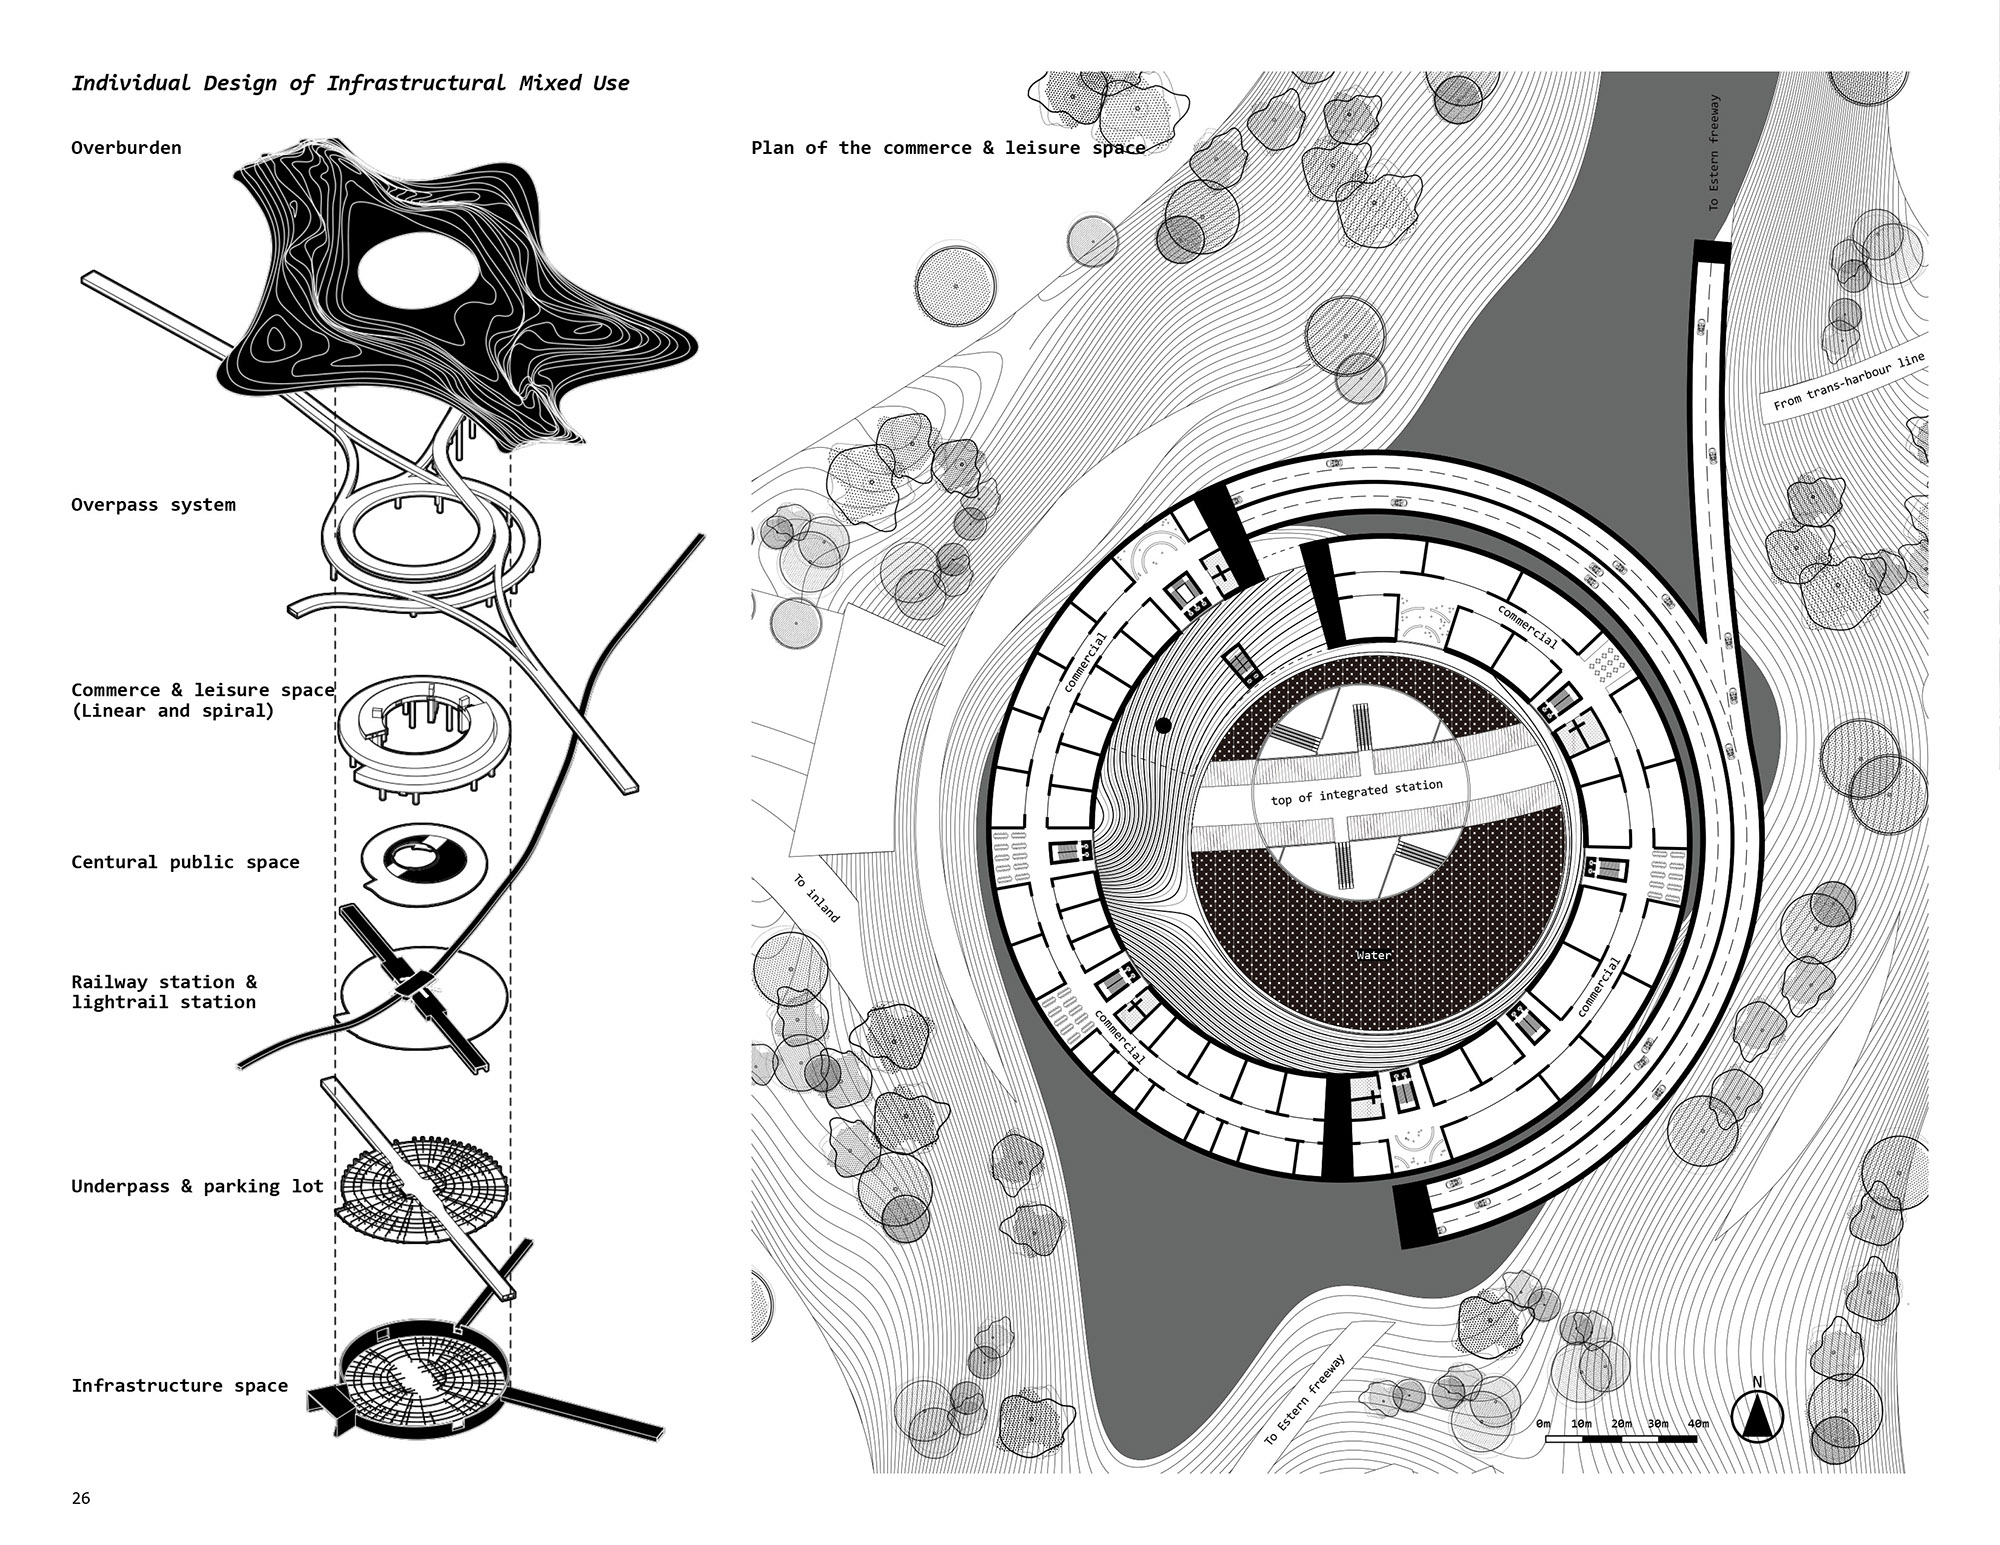 Individual Design of Infrastructural Mixed Use
Overburden
Overpass system
Commerce & leisure space
(Linear and spiral)
Centural public space
Railway station &
lightrail station
Underpass & parking lot
Infrastructure space
26
Plan of the commerce & leisure space
To Estern freeway
From trans-harbour line
commercial
commercial
top of integrated station
To inland
Water
commercial
commercial
To Estern freeway
N
0m 10m 20m 30m 40m